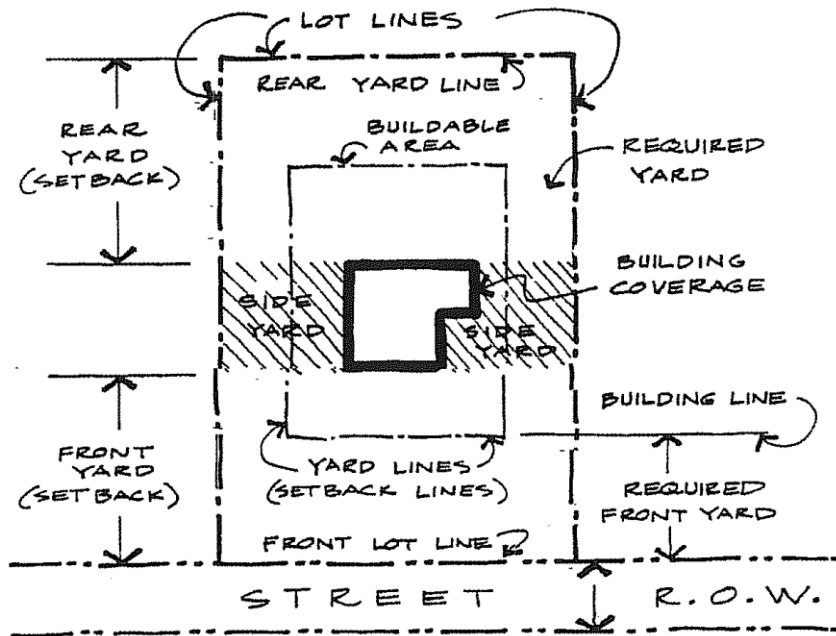 LOT LINES
REAR YARD LINE
BUILDABLE
AREA
REAR
YARD
(SETBACK)
REQUIRED
YARD
BUILDING
COVERAGE
SIDE
YARD
SIDE
YARD
BUILDING LINE
FRONT
YARD
(SETBACK)
YARD LINES
(SETBACK LINES)
REQUIRED
FRONT YARD
FRONT LOT LINE
STREET R.O.W.